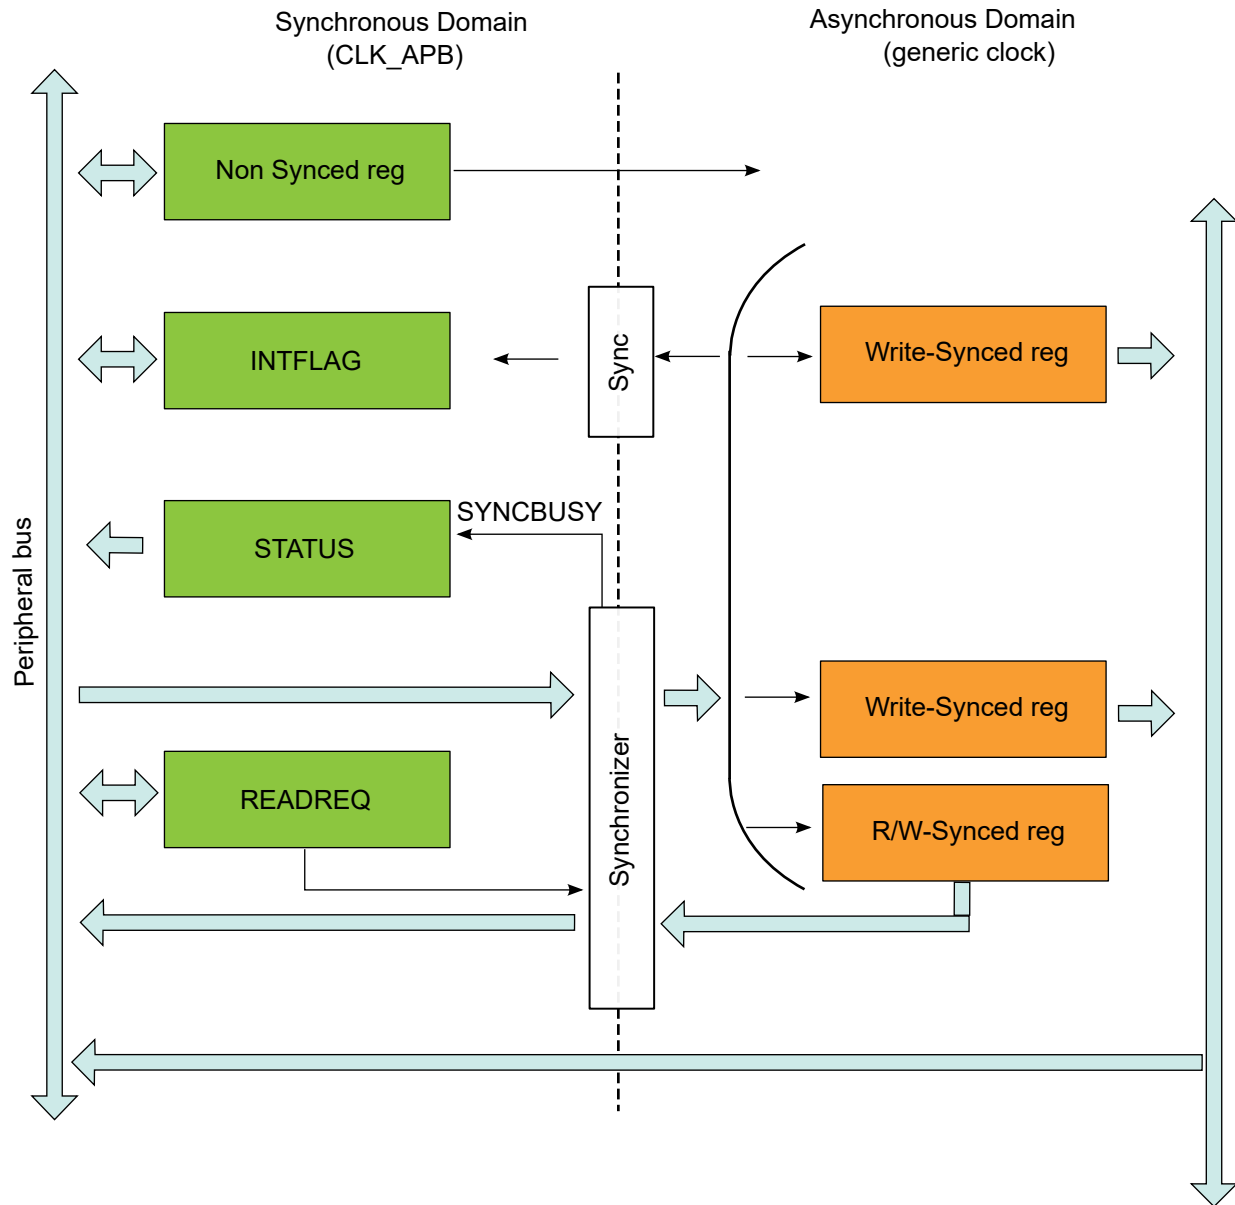 Synchronous Domain
(CLK_APB)
Asynchronous Domain
(generic clock)
Non Synced reg
INTFLAG
Sync
Write-Synced reg
SYNCBUSY
STATUS
Peripheral bus
Write-Synced reg
Synchronizer
READREQ
R/W-Synced reg